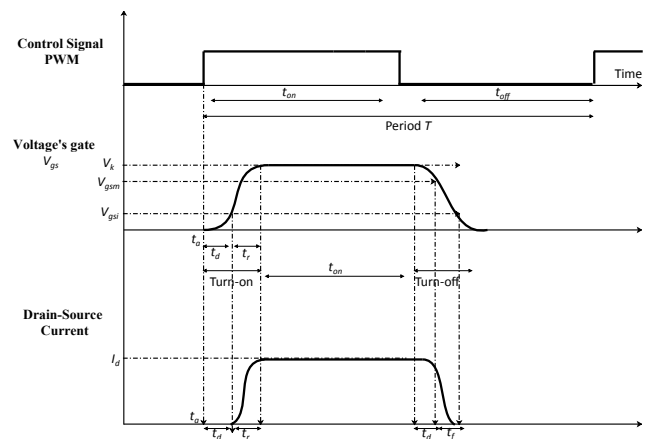 Control Signal
PWM
Time
t_on
t_off
Period T
Voltage's gate
V_gs
V_k
V_gsm
V_gsi
t_a
t_d
t_r
Turn-on
t_on
Turn-off
Drain-Source
Current
I_d
t_a
t_d
t_r
t_d
t_f